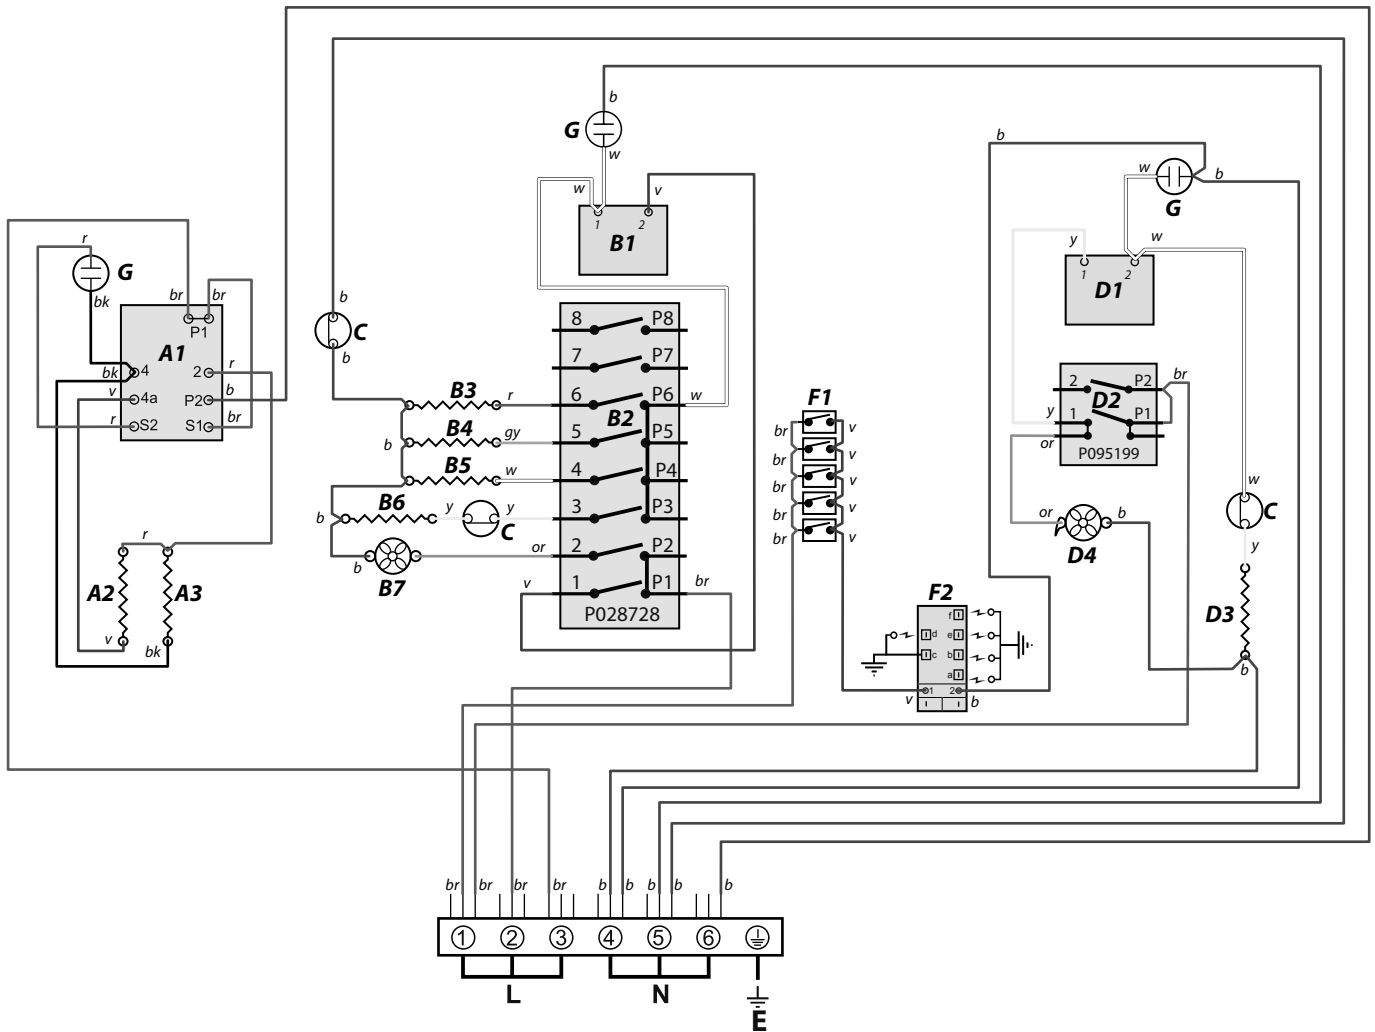 b
G
w
w
v
1
2
B1
b
w
b
G
y
w
1
2
D1
r
G
bk
br
br
P1
A1
bk
4
2
r
v
4a
P2
b
r
S2
S1
br
b
C
b
8
P8
7
P7
B3
r
6
P6
w
B2
B4
gy
5
P5
b
B5
w
4
P4
B6
y
y
3
P3
b
C
or
2
P2
b
B7
v
1
P1
br
P028728
F1
br
v
br
v
br
v
br
v
br
v
2
P2
br
D2
y
1
P1
or
P095199
w
C
or
b
D4
y
D3
b
r
A2
A3
v
bk
F2
f
d
e
c
b
a
1
2
v
b
br
br
br
br
b
b
b
b
b
1
2
3
4
5
6
L
N
E